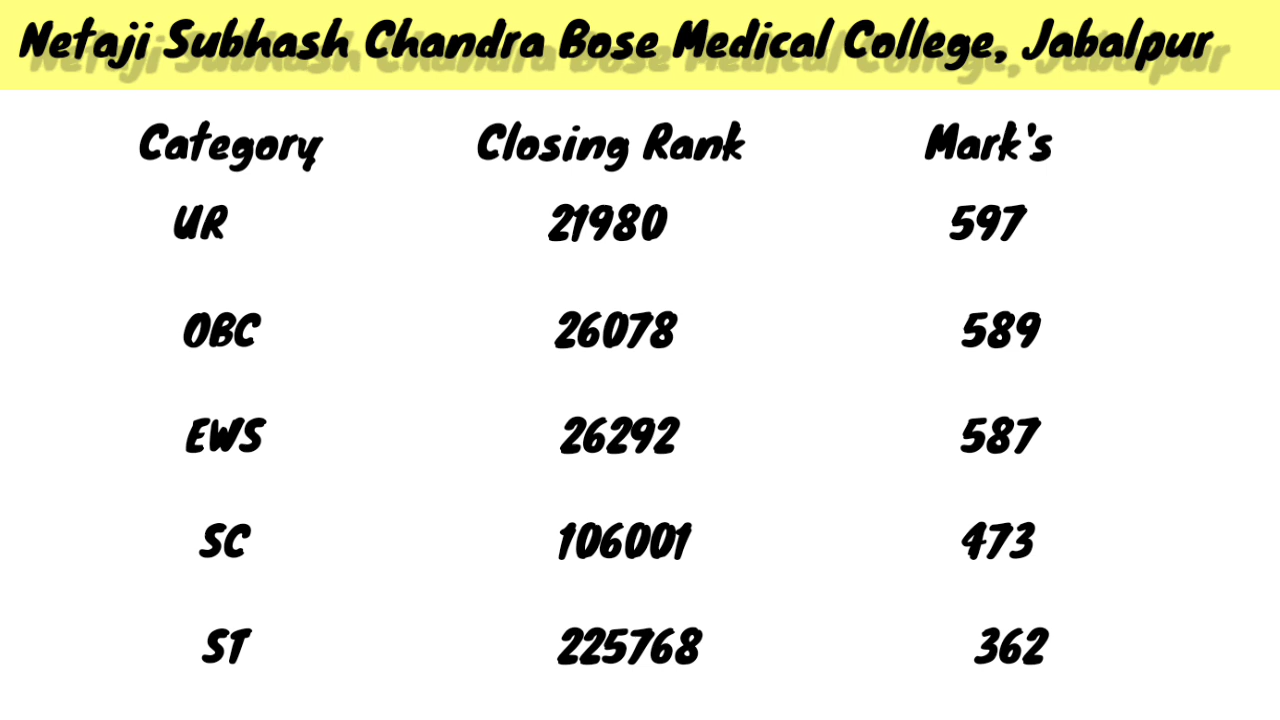 Netaji Subhash Chandra Bose Medical College, Jabalpur
Category Closing Rank Mark's
UR 21980 597
OBC 26078 589
EWS 26292 587
SC 106001 473
ST 225768 362